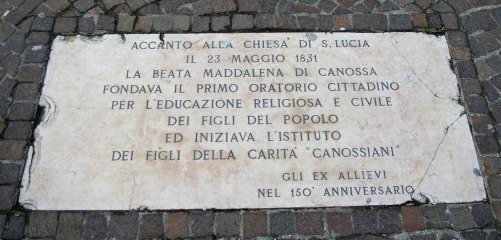 ACCANTO ALLA CHIESA DI S. LUCIA
IL 23 MAGGIO 1831
LA BEATA MADDALENA DI CANOSSA
FONDAVA IL PRIMO ORATORIO CITTADINO
PER L'EDUCAZIONE RELIGIOSA E CIVILE
DEI FIGLI DEL POPOLO
ED INIZIAVA L'ISTITUTO
DEI FIGLI DELLA CARITA' "CANOSSIANI"
GLI EX ALLIEVI
NEL 150° ANNIVERSARIO